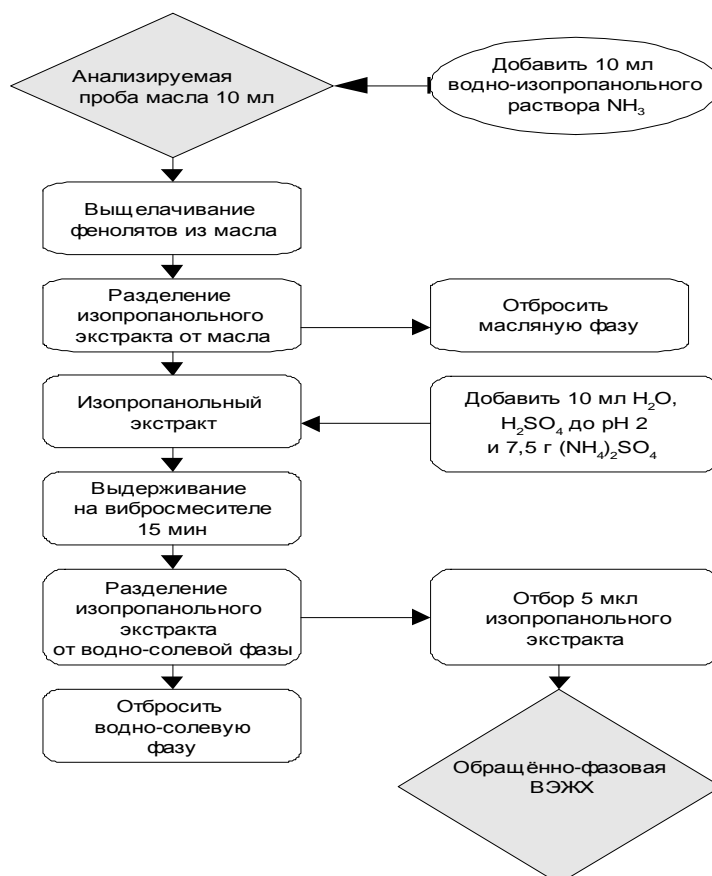 Анализируемая
проба масла 10 мл
Добавить 10 мл
водно-изопропанольного
раствора NH₃
Выщелачивание
фенолятов из масла
Разделение
изопропанольного
экстракта от масла
Отбросить
масляную фазу
Изопропанольный
экстракт
Добавить 10 мл H₂O,
H₂SO₄ до pH 2
и 7,5 г (NH₄)₂SO₄
Выдерживание
на вибросмесителе
15 мин
Разделение
изопропанольного
экстракта
от водно-солевой фазы
Отбор 5 мкл
изопропанольного
экстракта
Отбросить
водно-солевую
фазу
Обращённо-фазовая
ВЭЖХ